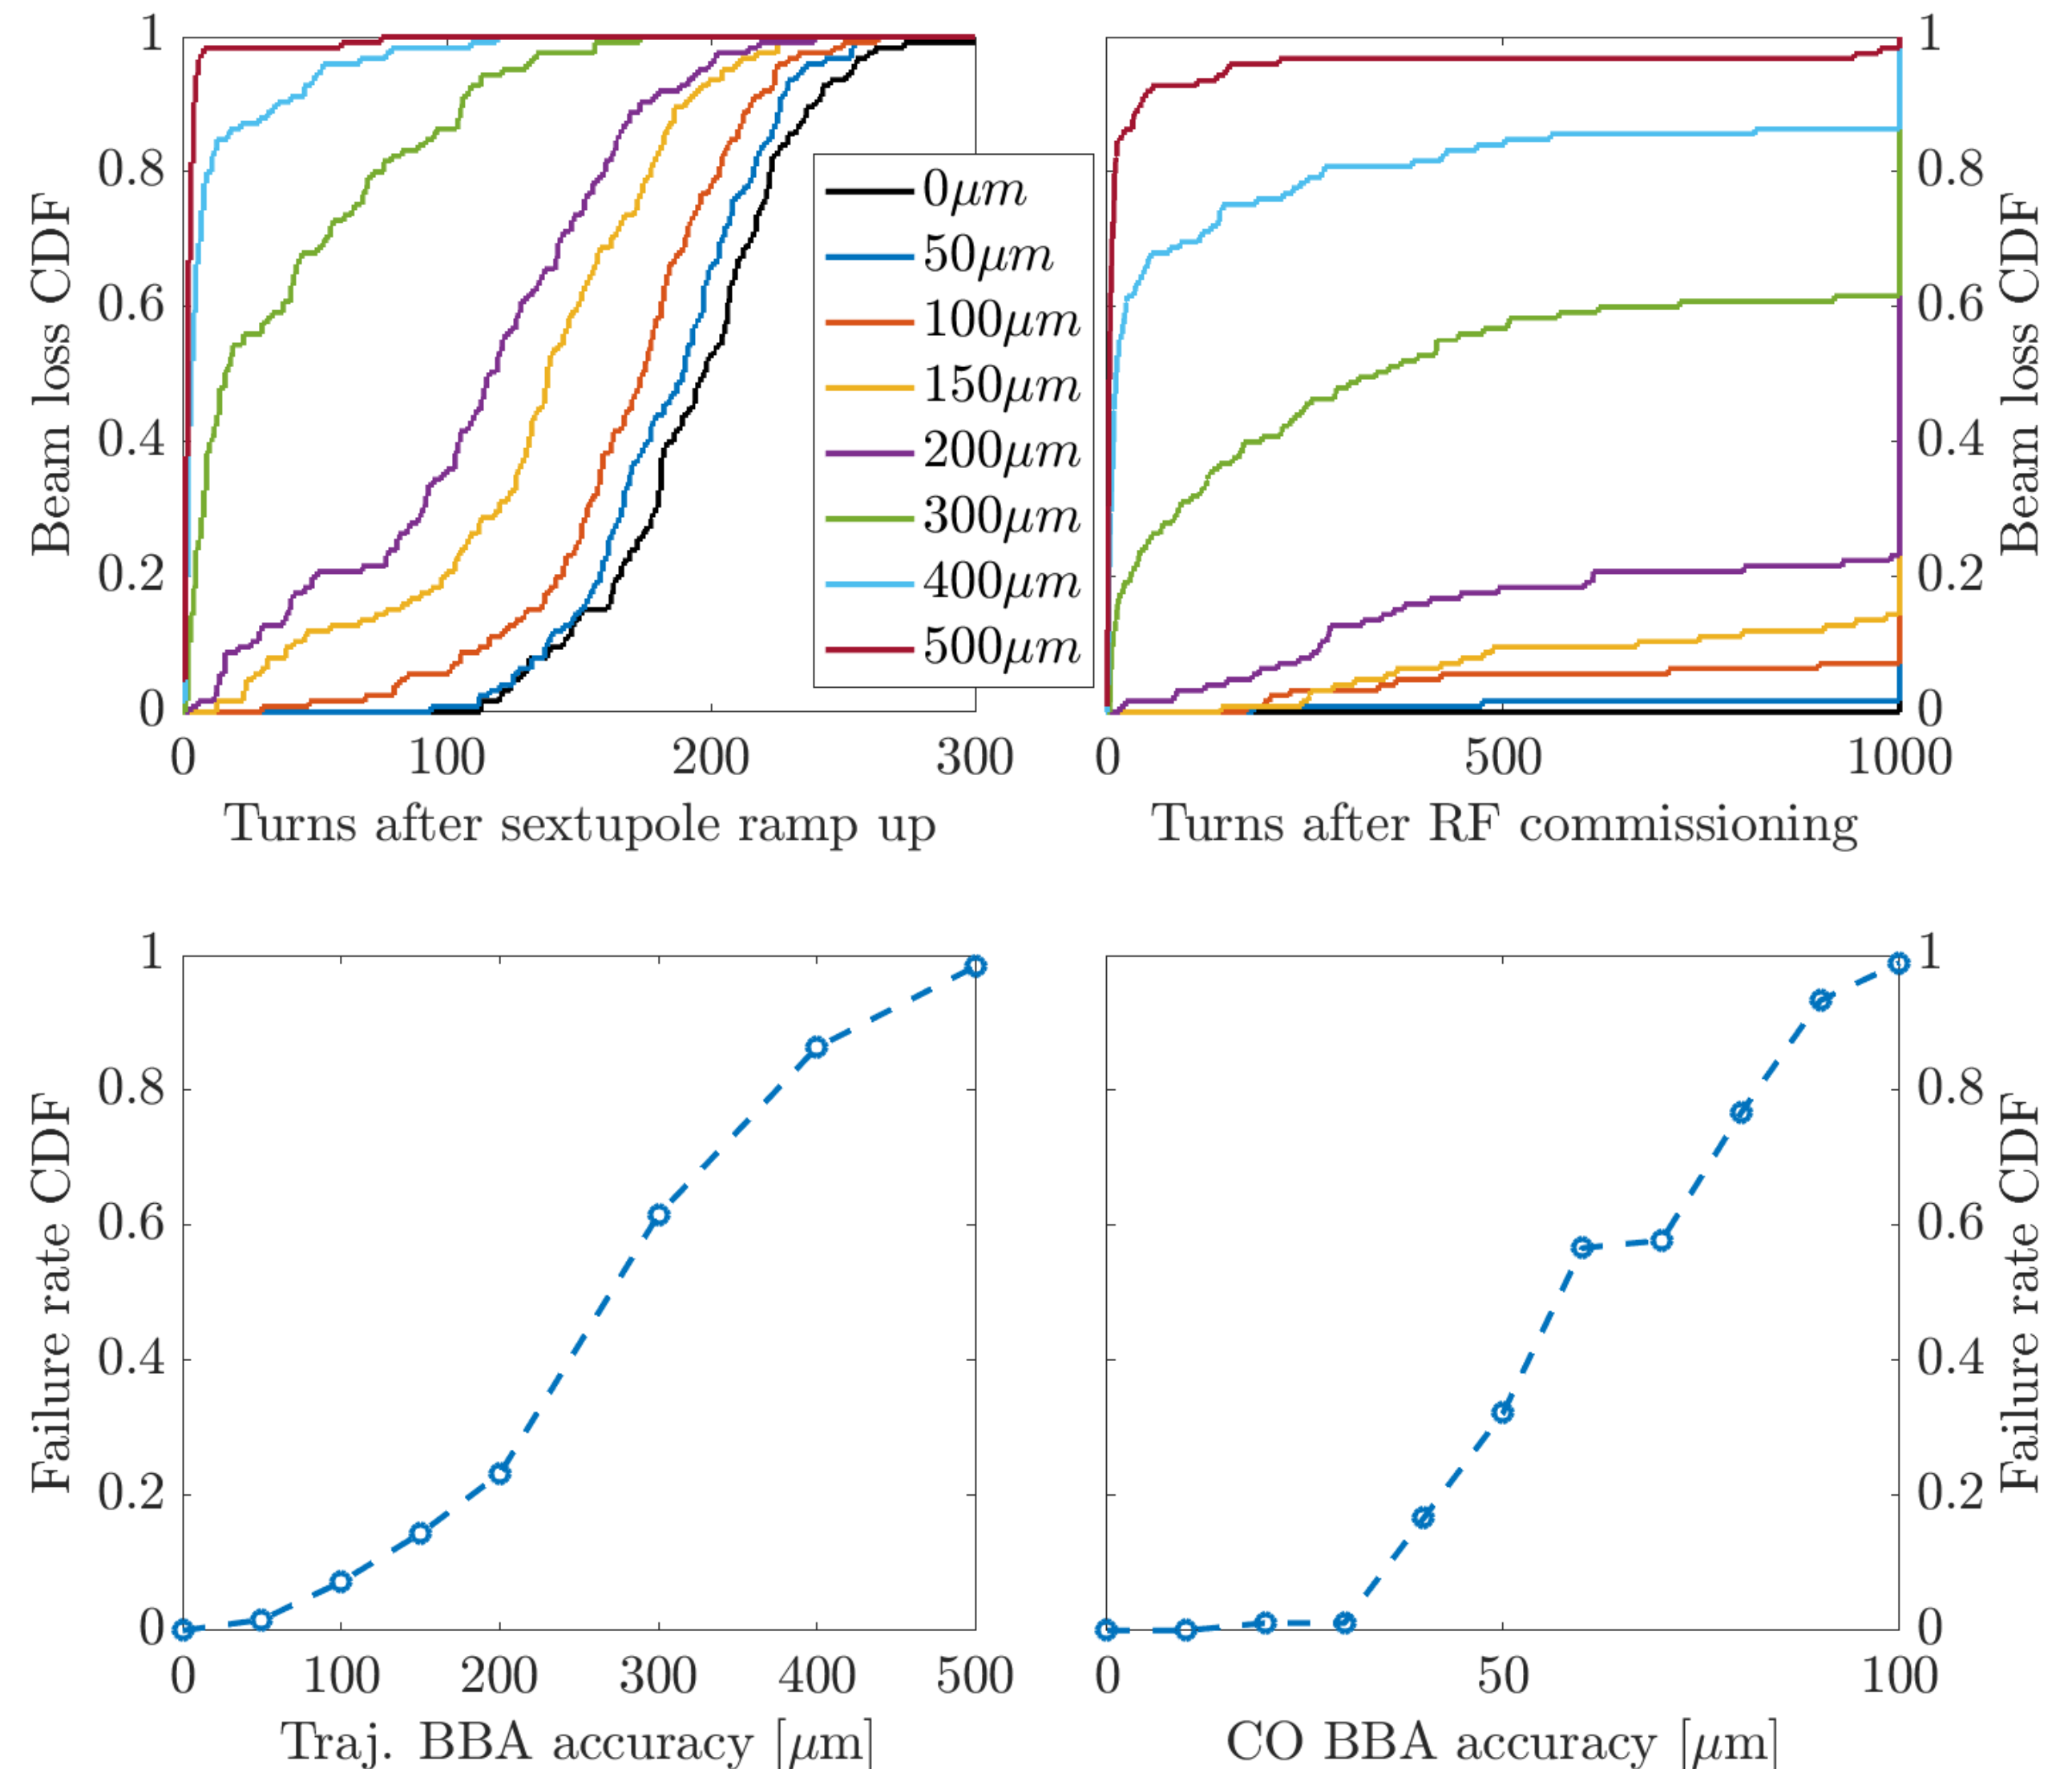 Beam loss CDF
1
0.8
0.6
0.4
0.2
0
0 100 200 300
Turns after sextupole ramp up
0μm
50μm
100μm
150μm
200μm
300μm
400μm
500μm
1
0.8
0.6
0.4
0.2
0
Beam loss CDF
0 500 1000
Turns after RF commissioning
Failure rate CDF
1
0.8
0.6
0.4
0.2
0
0 100 200 300 400 500
Traj. BBA accuracy [μm]
1
0.8
0.6
0.4
0.2
0
Failure rate CDF
0 50 100
CO BBA accuracy [μm]